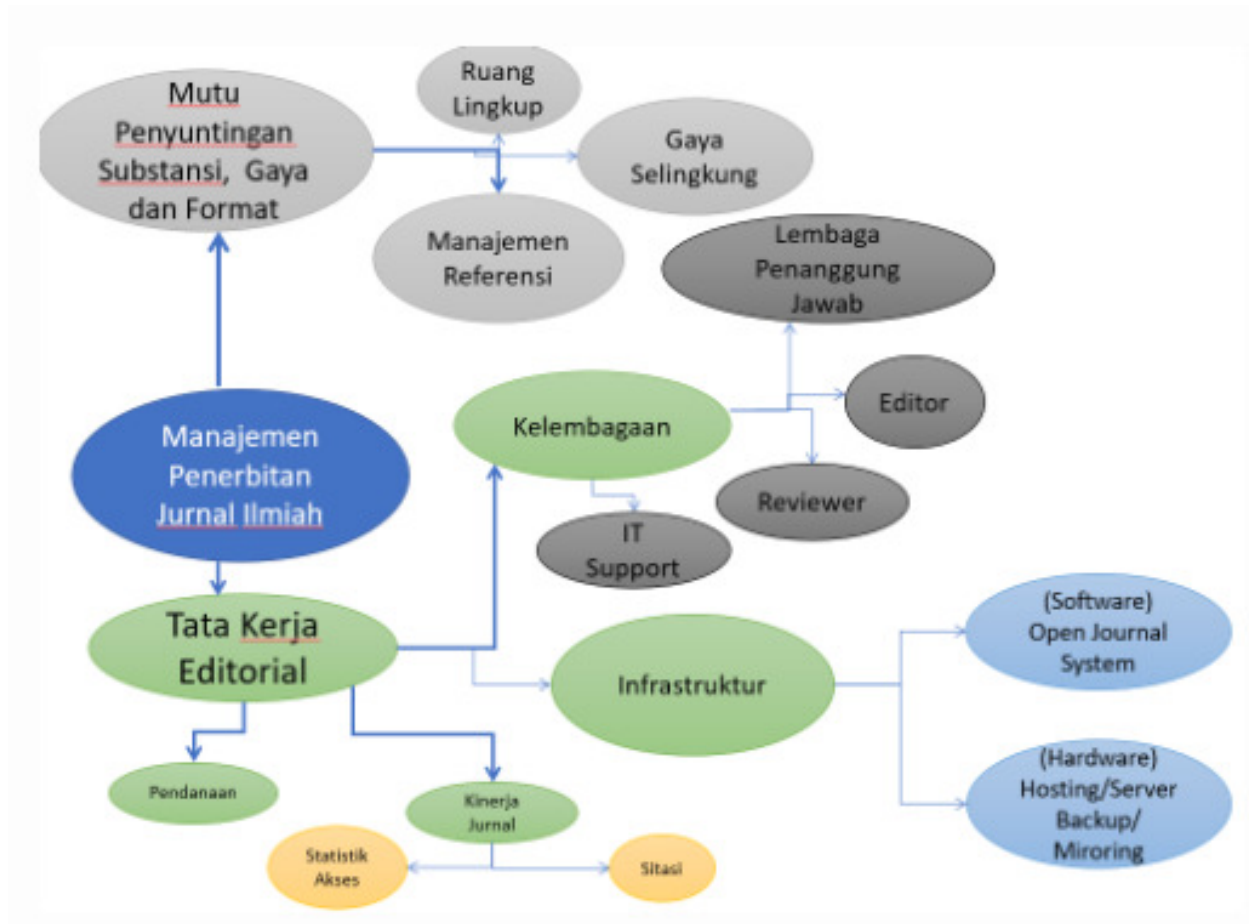 Mutu
Penyuntingan
Substansi, Gaya
dan Format
Ruang
Lingkup
Gaya
Selingkung
Manajemen
Referensi
Lembaga
Penanggung
Jawab
Manajemen
Penerbitan
Jurnal Ilmiah
Kelembagaan
Editor
Reviewer
IT
Support
Tata Kerja
Editorial
Infrastruktur
(Software)
Open Journal
System
(Hardware)
Hosting/Server
Backup/
Miroring
Pendanaan
Kinerja
Jurnal
Statistik
Akses
Sitasi